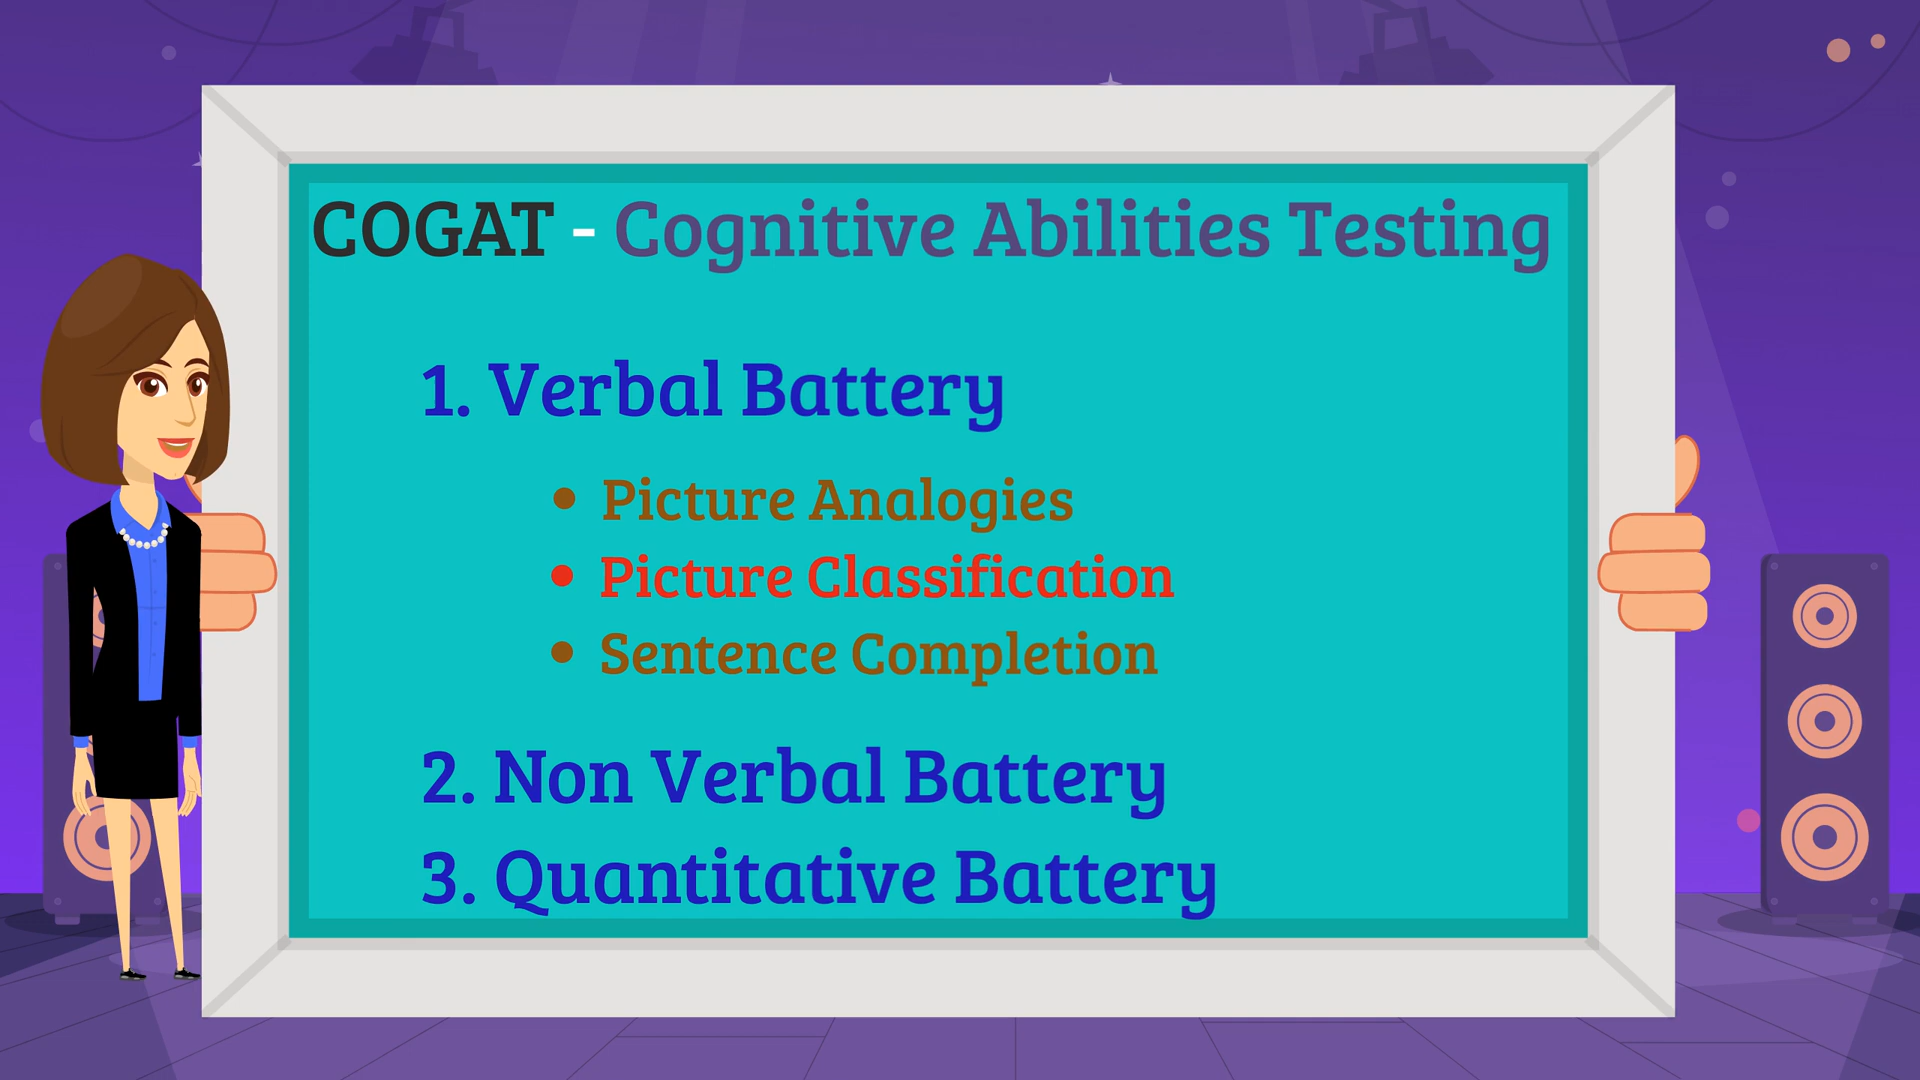 COGAT - Cognitive Abilities Testing
1. Verbal Battery
• Picture Analogies
• Picture Classification
• Sentence Completion
2. Non Verbal Battery
3. Quantitative Battery